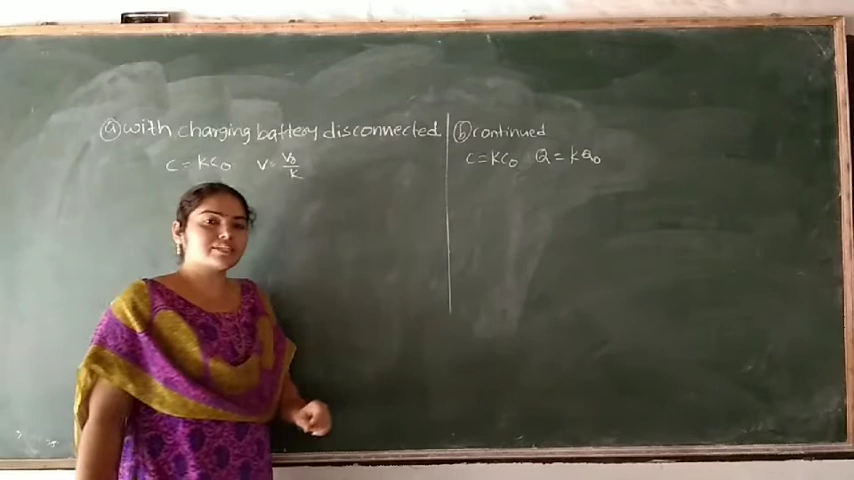 ⓐ with charging battery disconnected
C = KC₀ V = V₀/K
ⓑ continued
C = KC₀ Q = KQ₀